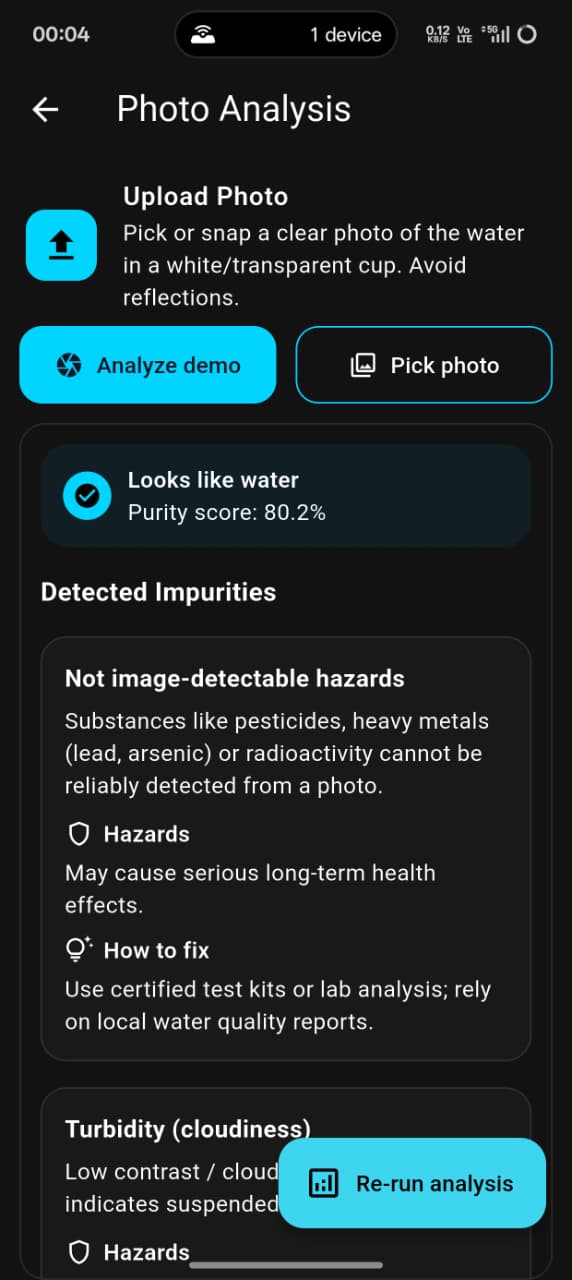 00:04
1 device
0.12 KB/S
Vo LTE
5G
Photo Analysis
Upload Photo
Pick or snap a clear photo of the water
in a white/transparent cup. Avoid
reflections.
Analyze demo
Pick photo
Looks like water
Purity score: 80.2%
Detected Impurities
Not image-detectable hazards
Substances like pesticides, heavy metals
(lead, arsenic) or radioactivity cannot be
reliably detected from a photo.
Hazards
May cause serious long-term health
effects.
How to fix
Use certified test kits or lab analysis; rely
on local water quality reports.
Turbidity (cloudiness)
Low contrast / cloud
indicates suspended
Re-run analysis
Hazards